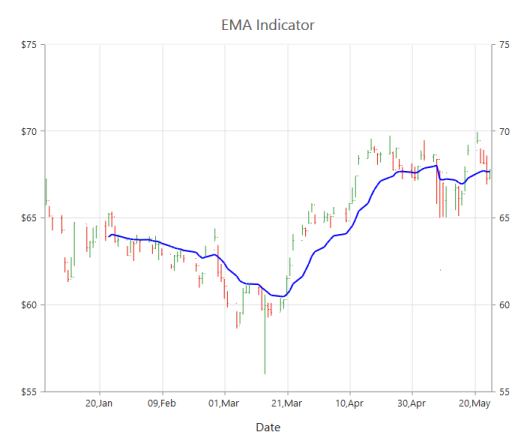 EMA Indicator
$75 75
$70 70
$65 65
$60 60
$55 55
20,Jan 09,Feb 01,Mar 21,Mar 10,Apr 30,Apr 20,May
Date